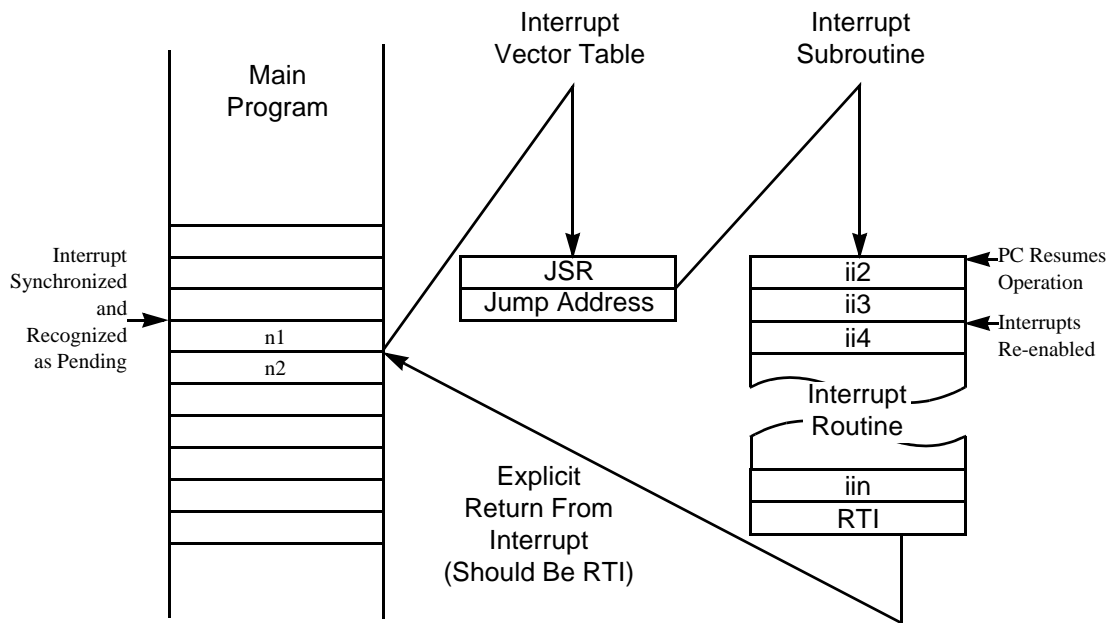 Main
Program
Interrupt
Vector Table
Interrupt
Subroutine
Interrupt
Synchronized
and
Recognized
as Pending
n1
n2
JSR
Jump Address
ii2
ii3
ii4
PC Resumes
Operation
Interrupts
Re-enabled
Interrupt
Routine
iin
RTI
Explicit
Return From
Interrupt
(Should Be RTI)